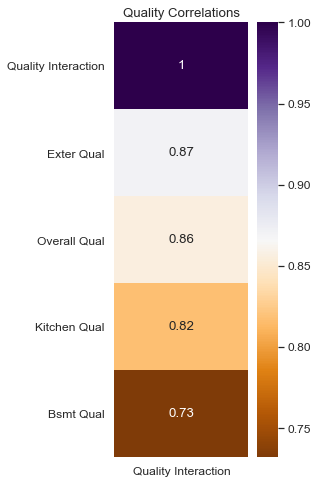 Quality Correlations
Quality Interaction
1
Exter Qual
0.87
Overall Qual
0.86
Kitchen Qual
0.82
Bsmt Qual
0.73
Quality Interaction
1.00
0.95
0.90
0.85
0.80
0.75